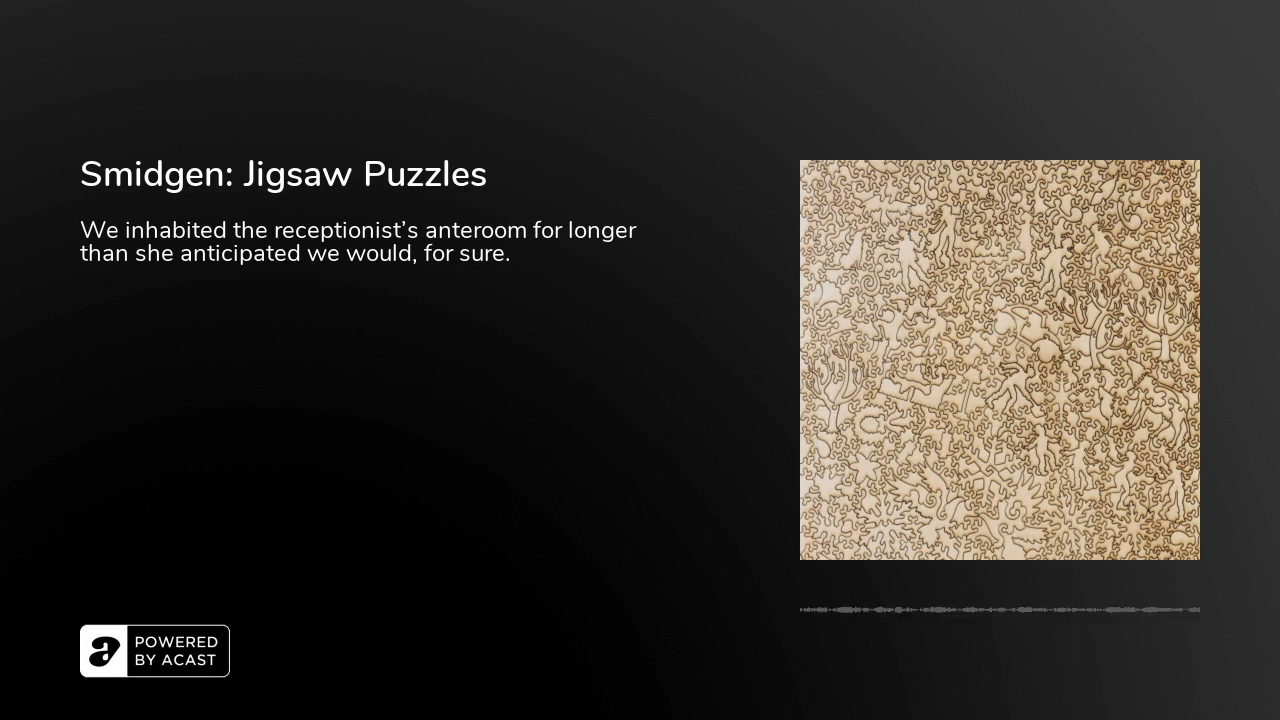 Smidgen: Jigsaw Puzzles
We inhabited the receptionist’s anteroom for longer
than she anticipated we would, for sure.
POWERED
BY ACAST